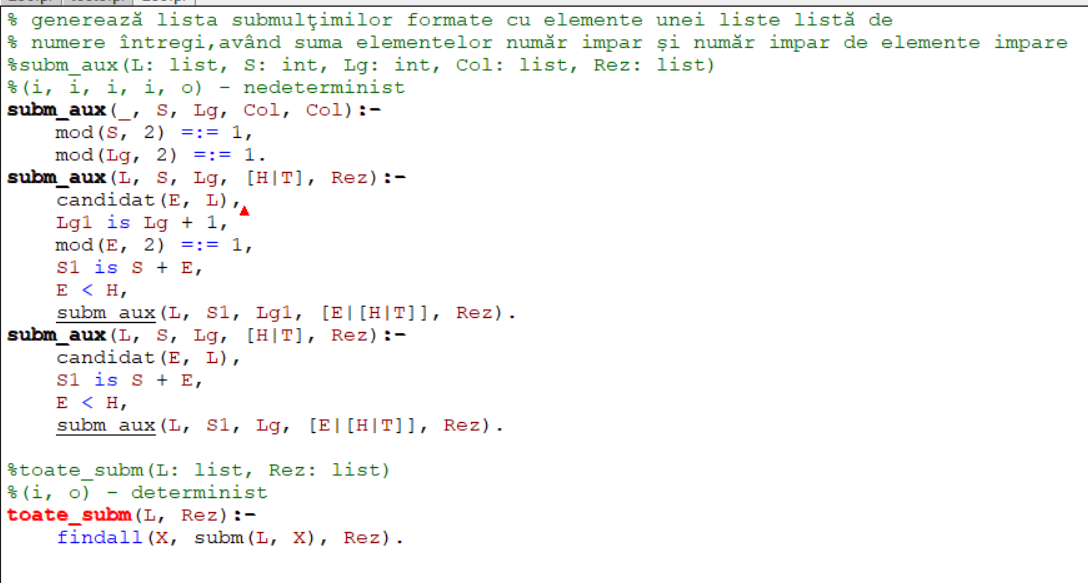 % generează lista submulţimilor formate cu elemente unei liste listă de
% numere întregi,având suma elementelor număr impar și număr impar de elemente impare
%subm_aux(L: list, S: int, Lg: int, Col: list, Rez: list)
%(i, i, i, i, o) - nedeterminist
subm_aux(_, S, Lg, Col, Col):-
    mod(S, 2) =:= 1,
    mod(Lg, 2) =:= 1.
subm_aux(L, S, Lg, [H|T], Rez):-
    candidat(E, L),
    Lg1 is Lg + 1,
    mod(E, 2) =:= 1,
    S1 is S + E,
    E < H,
    subm_aux(L, S1, Lg1, [E|[H|T]], Rez).
subm_aux(L, S, Lg, [H|T], Rez):-
    candidat(E, L),
    S1 is S + E,
    E < H,
    subm_aux(L, S1, Lg, [E|[H|T]], Rez).
%toate_subm(L: list, Rez: list)
%(i, o) - determinist
toate_subm(L, Rez):-
    findall(X, subm(L, X), Rez).